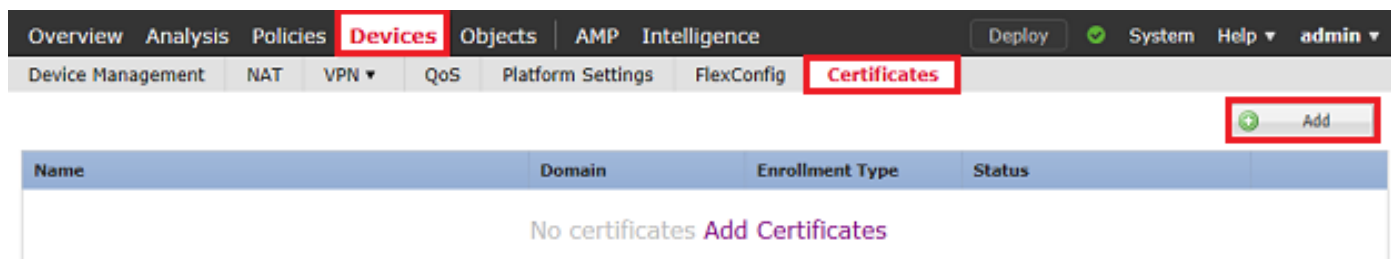 Overview Analysis Policies Devices Objects AMP Intelligence Deploy System Help ▾ admin ▾
Device Management NAT VPN ▾ QoS Platform Settings FlexConfig Certificates
Add
Name Domain Enrollment Type Status
No certificates Add Certificates